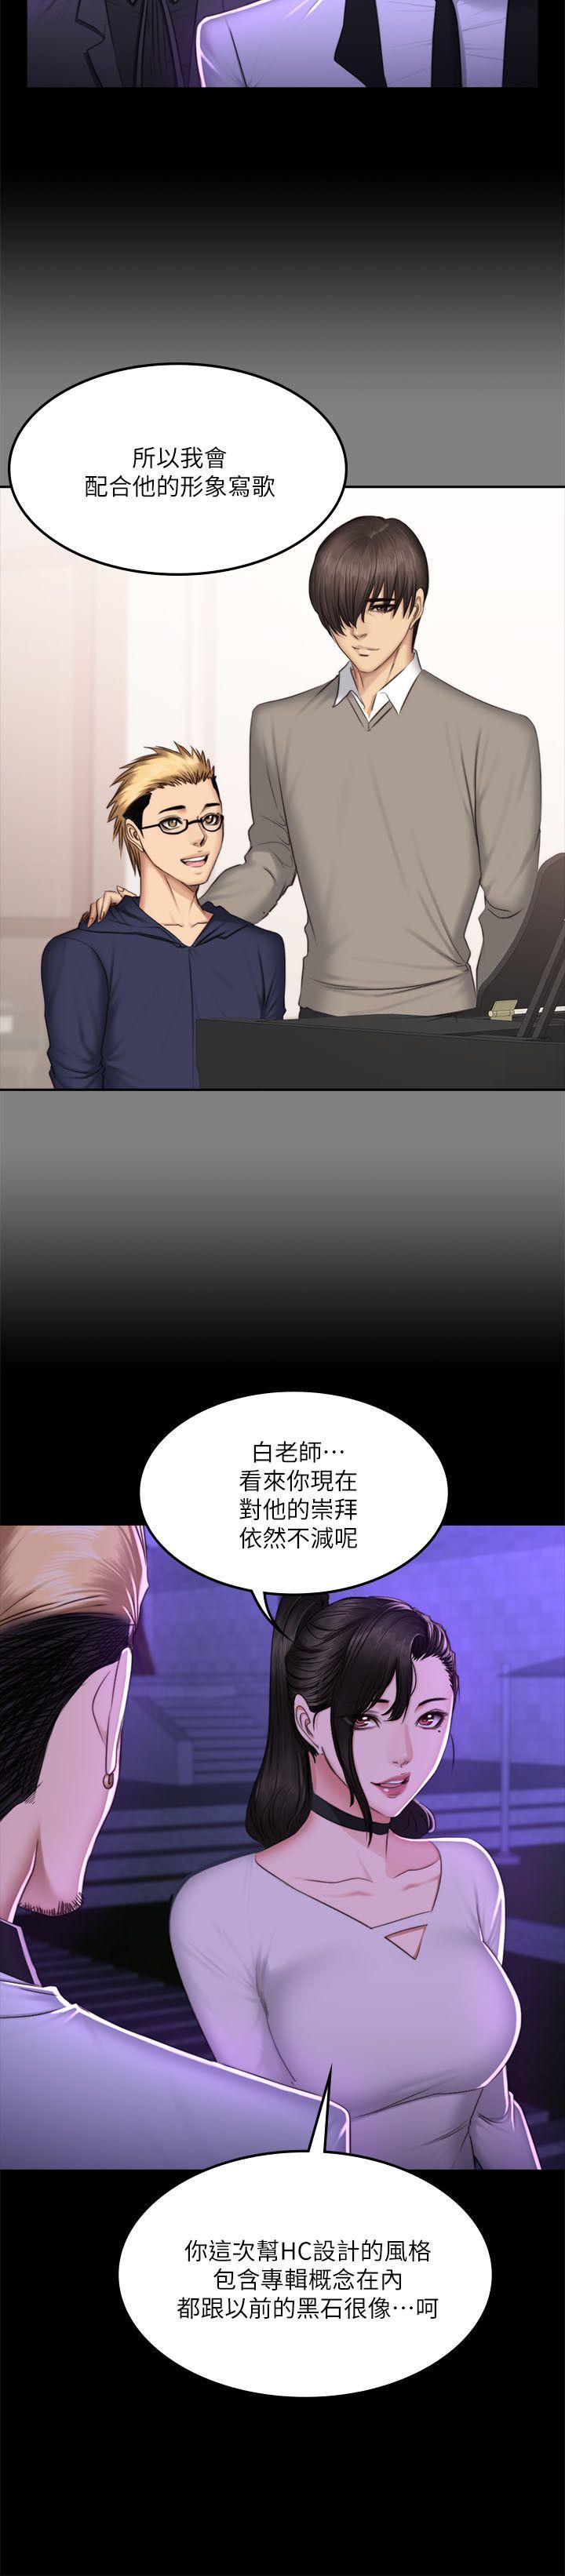 所以我會
配合他的形象寫歌
白老師⋯
看來你現在
對他的崇拜
依然不減呢
你這次幫HC設計的風格
包含專輯概念在內
都跟以前的黑石很像⋯呵